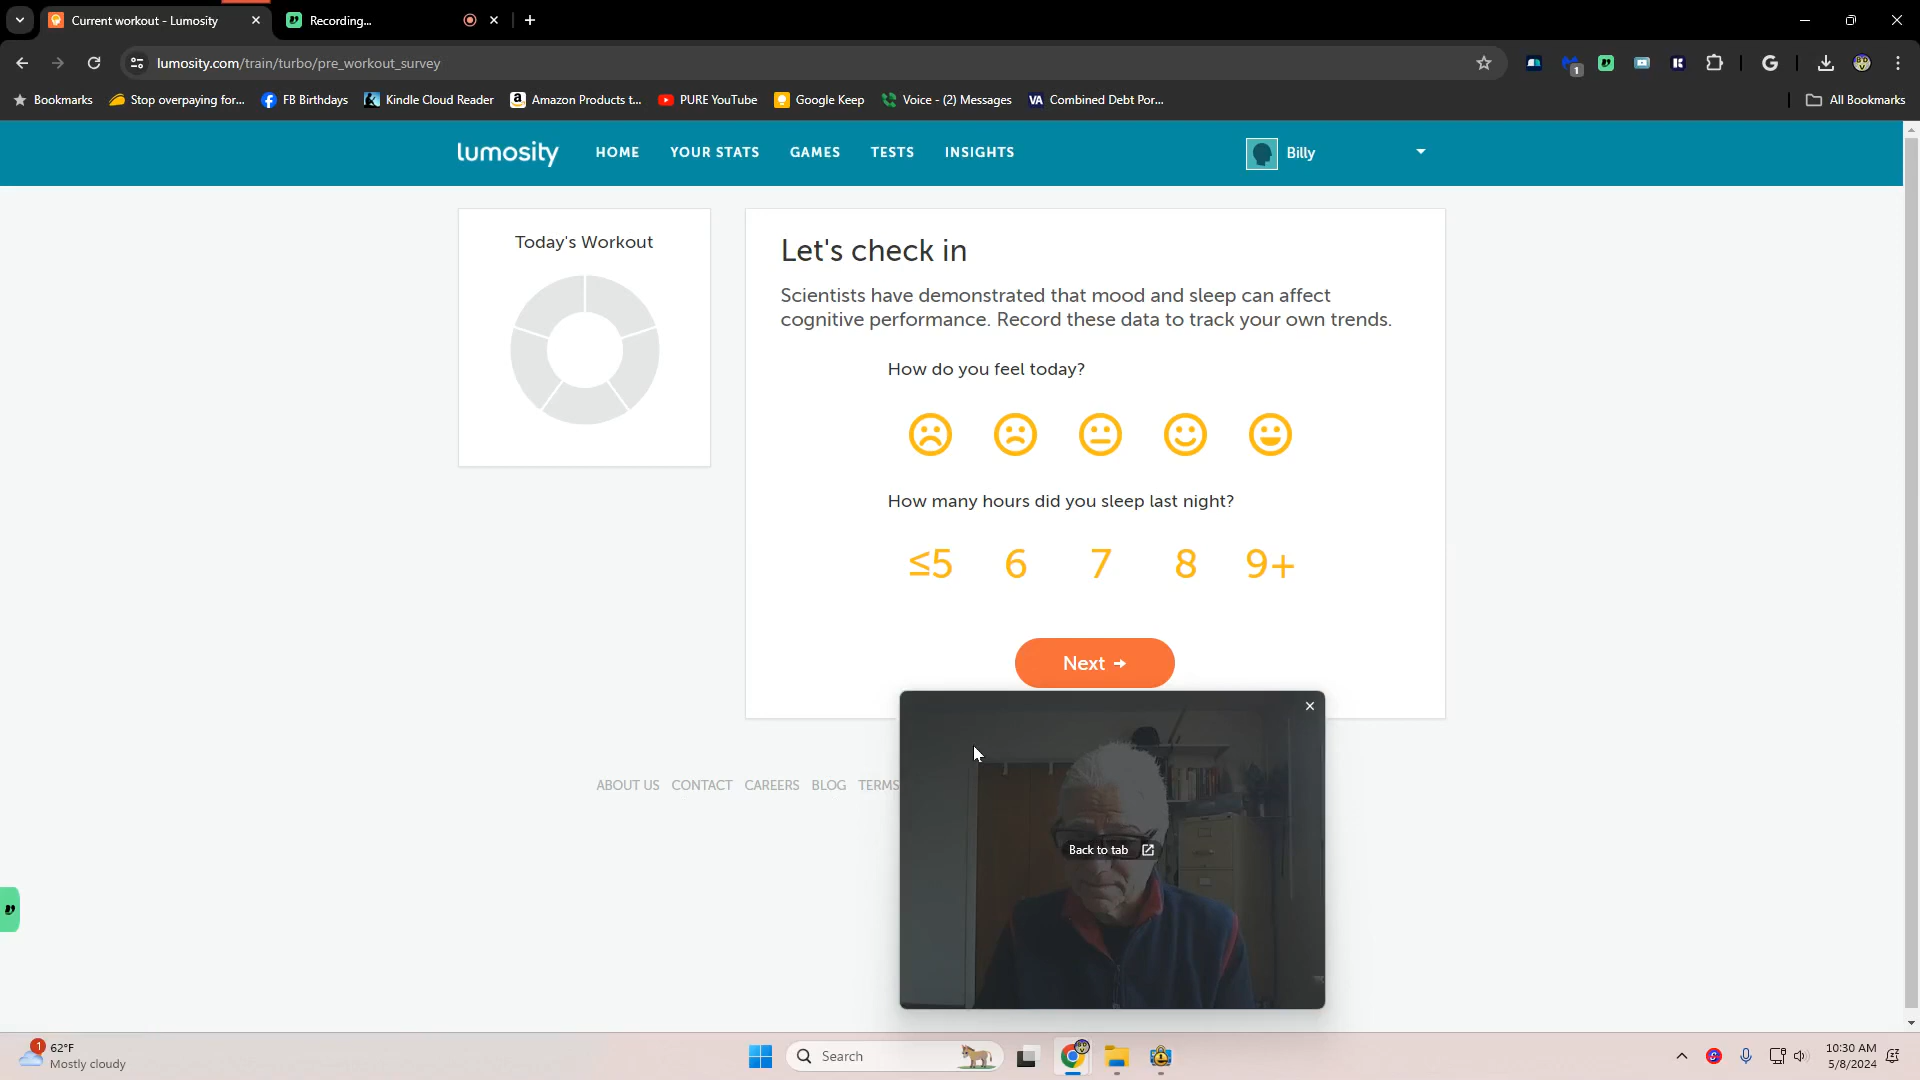 Current workout - Lumosity
Recording...
lumosity.com/train/turbo/pre_workout_survey
1
Bookmarks
Stop overpaying for...
FB Birthdays
Kindle Cloud Reader
Amazon Products t...
PURE YouTube
Google Keep
Voice - (2) Messages
VA Combined Debt Por...
All Bookmarks
lumosity
HOME
YOUR STATS
GAMES
TESTS
INSIGHTS
Billy
Today's Workout
Let's check in
Scientists have demonstrated that mood and sleep can affect
cognitive performance. Record these data to track your own trends.
How do you feel today?
How many hours did you sleep last night?
≤5 6 7 8 9+
Next →
Back to tab
ABOUT US CONTACT CAREERS BLOG TERMS
1
62°F
Mostly cloudy
Search
10:30 AM
5/8/2024